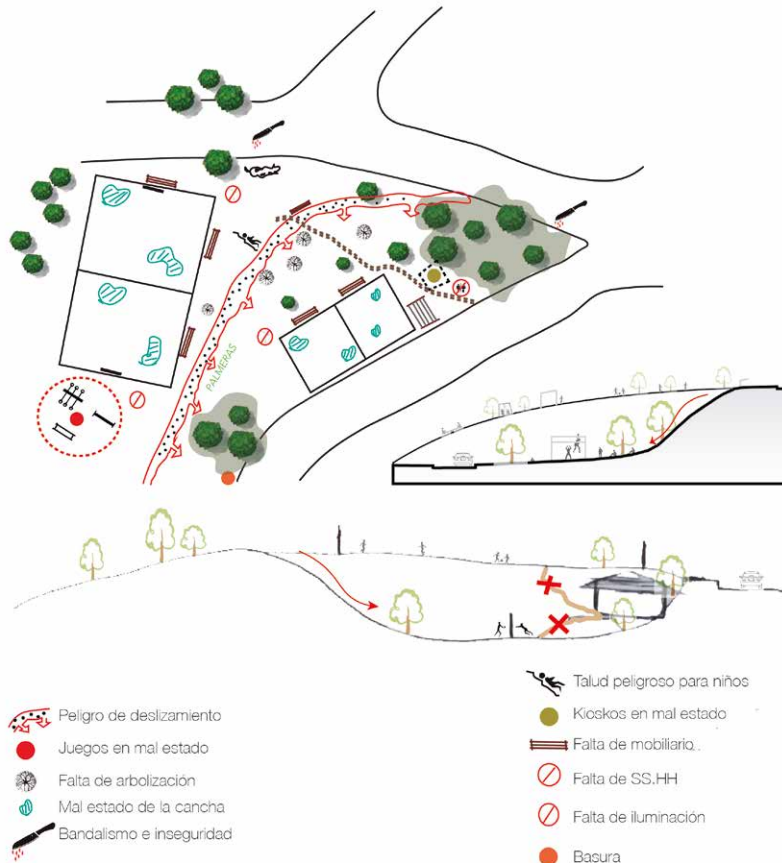 PALMERAS
Peligro de deslizamiento
Juegos en mal estado
Falta de arbolización
Mal estado de la cancha
Bandalismo e inseguridad
Talud peligroso para niños
Kioskos en mal estado
Falta de mobiliario..
Falta de SS.HH
Falta de iluminación
Basura